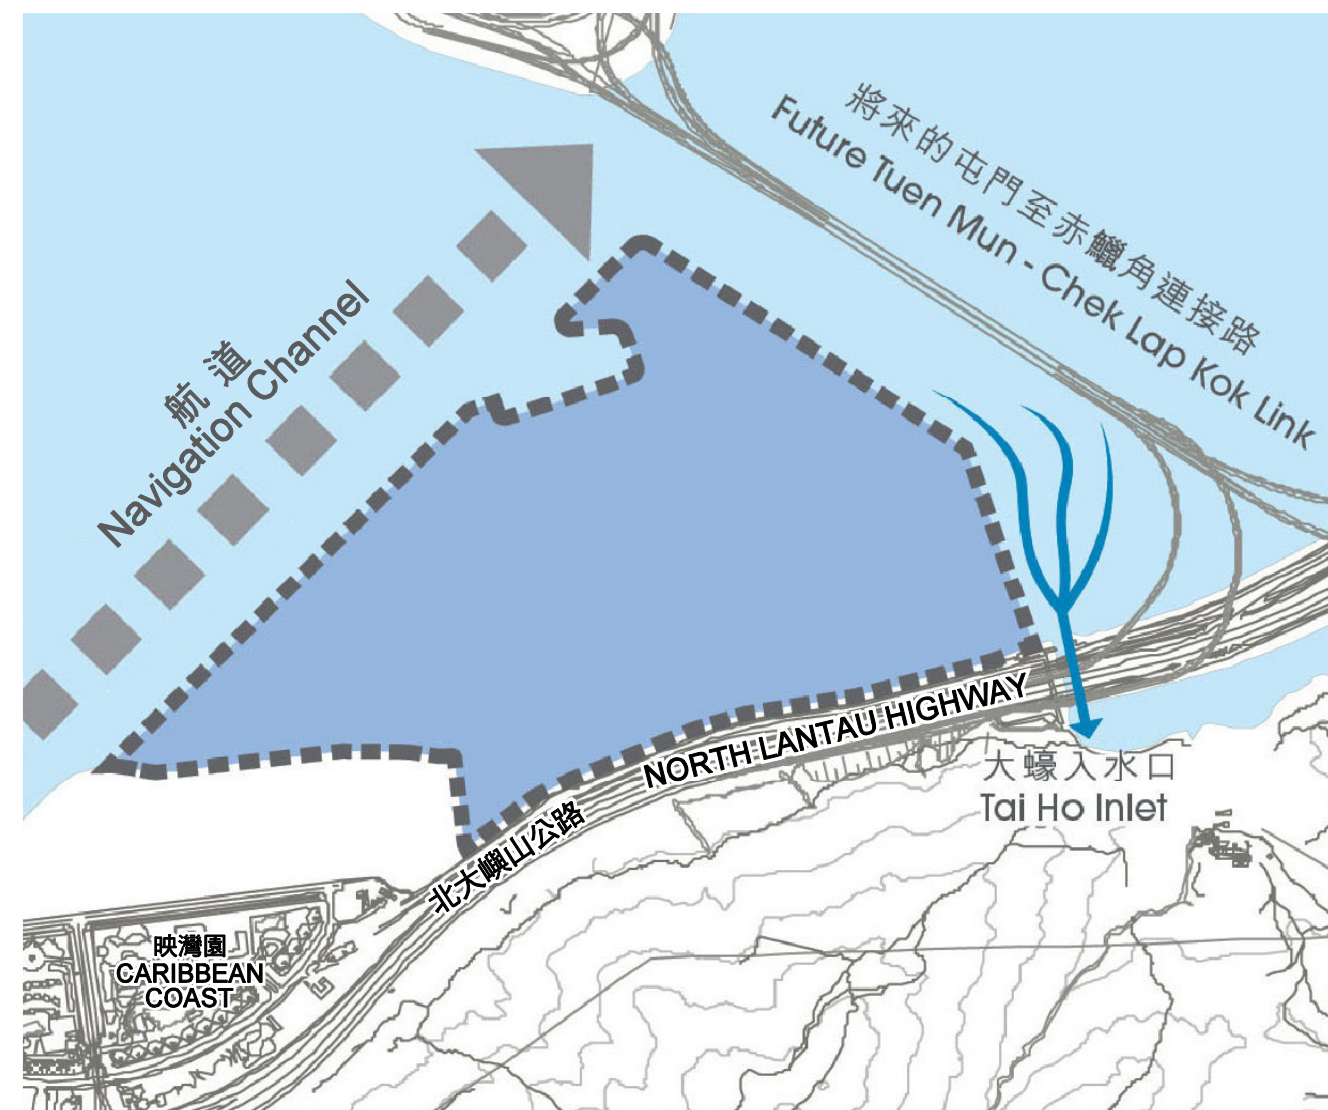 將來的屯門至赤鱲角連接路
Future Tuen Mun - Chek Lap Kok Link
航道
Navigation Channel
NORTH LANTAU HIGHWAY
北大嶼山公路
大蠔入水口
Tai Ho Inlet
映灣園
CARIBBEAN
COAST